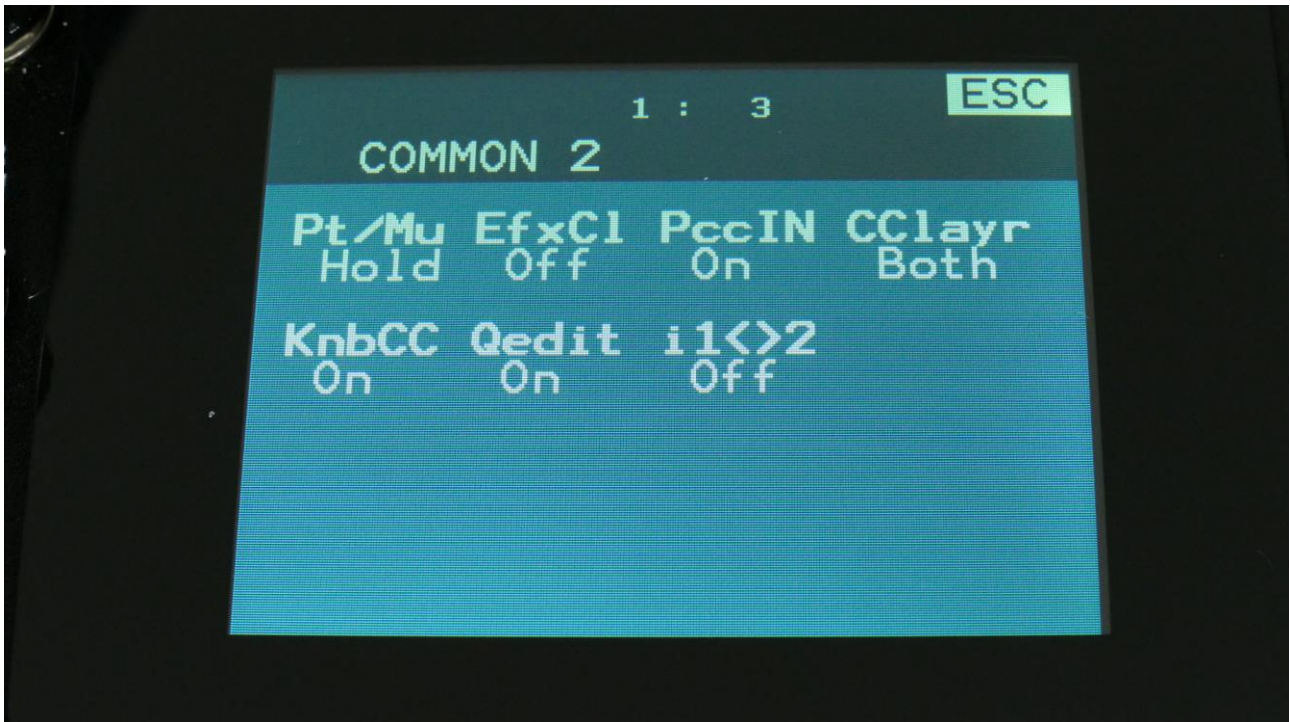 1 : 3 ESC
COMMON 2
Pt/Mu EfxCl PccIN CClayr
Hold Off On Both
KnbCC Qedit i1<>2
On On Off